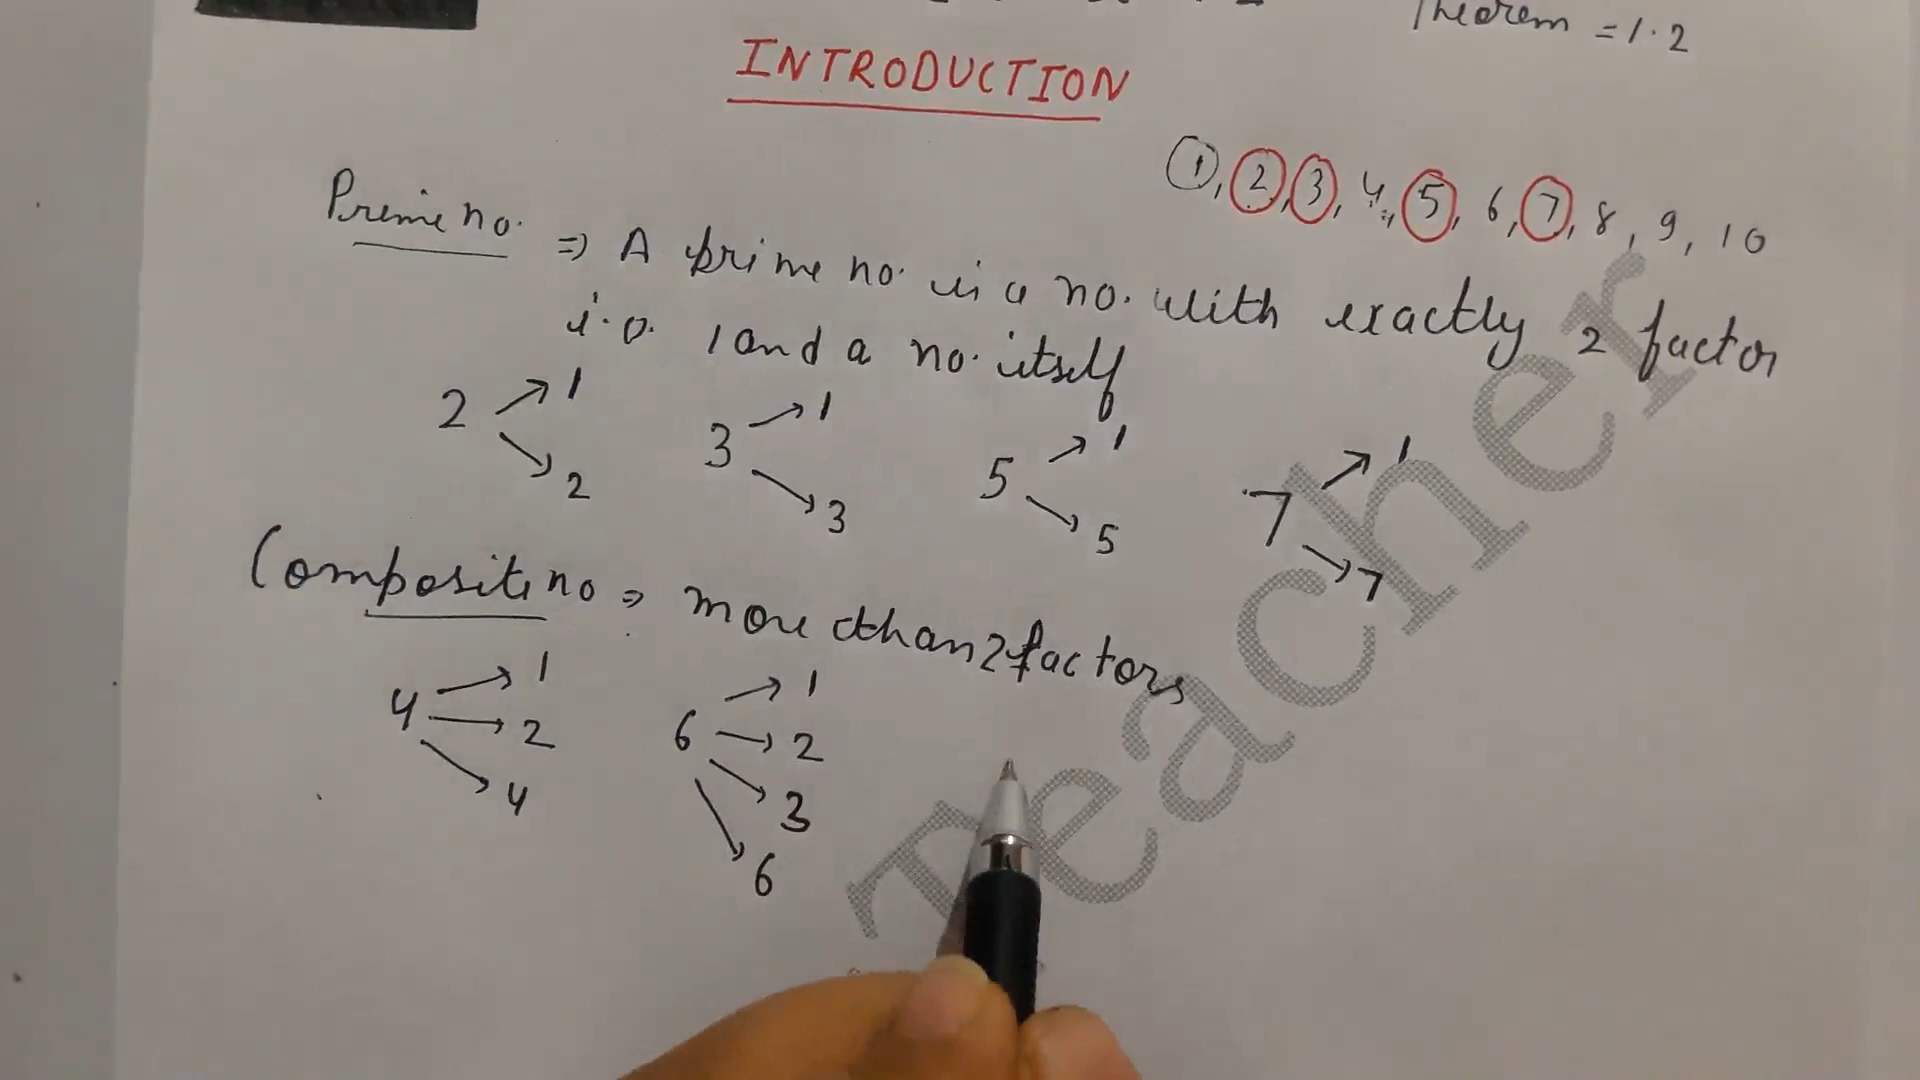 Theorem = 1.2
INTRODUCTION
1, 2, 3, 4, 5, 6, 7, 8, 9, 10
Prime no. => A prime no. is a no. with exactly 2 factor
i.e. 1 and a no. itself
2 → 1 → 2
3 → 1 → 3
5 → 1 → 5
7 → 1 → 7
Composite no => more than 2 factors
4 → 1 → 2 → 4
6 → 1 → 2 → 3 → 6
Teacher